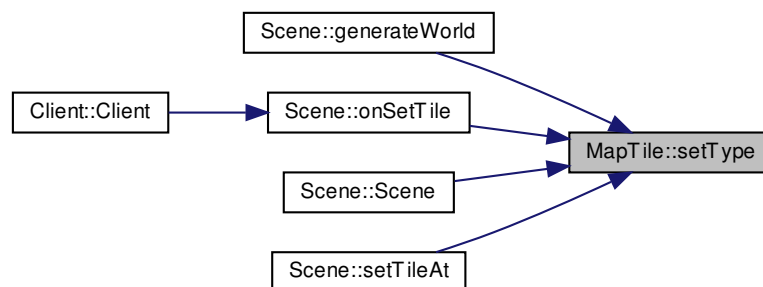 Scene::generateWorld
Client::Client
Scene::onSetTile
MapTile::setType
Scene::Scene
Scene::setTileAt